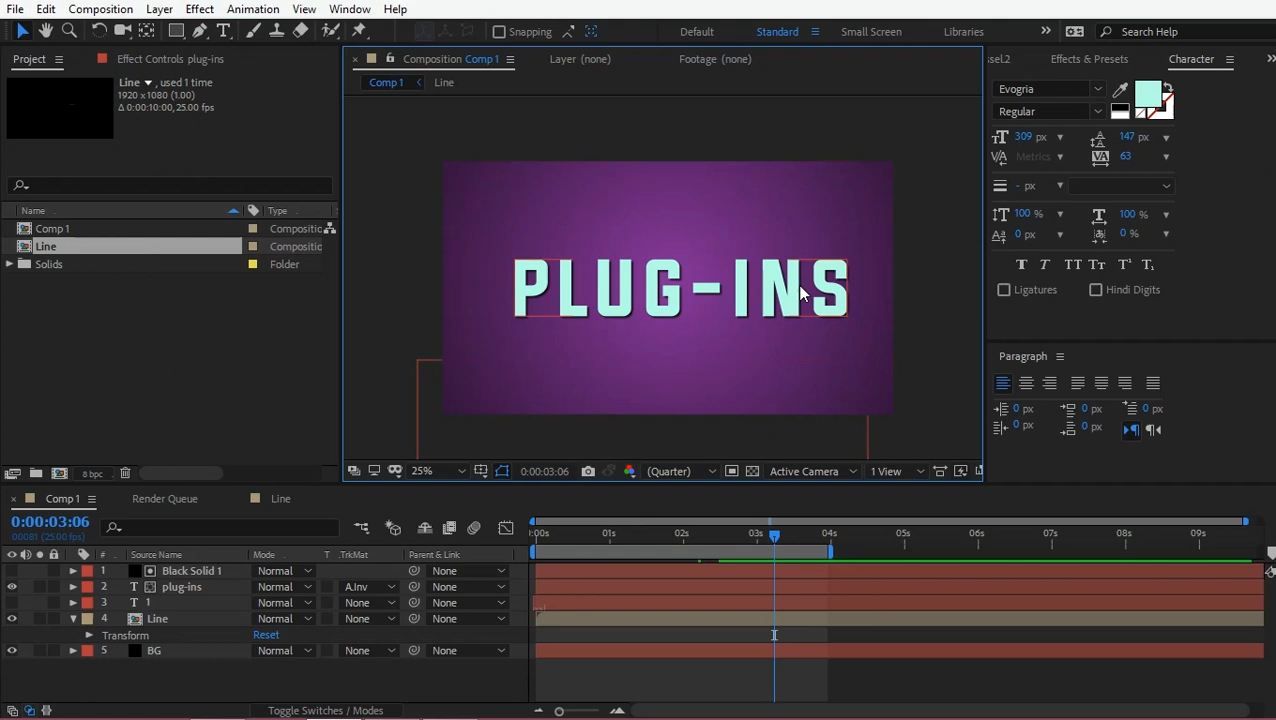 File Edit Composition Layer Effect Animation View Window Help
Snapping Default Standard Small Screen Libraries Search Help
Project Effect Controls plug-ins
Composition Comp 1 Layer (none) Footage (none)
Effects & Presets Character
Line, used 1 time
1920 x 1080 (1.00)
Δ 0:00:10:00, 25.00 fps
Comp 1 Line
Evogria
Regular
309 px 147 px
Metrics 63
- px
100 % 100 %
0 px 0 %
T T TT Tт T¹ T₁
Ligatures Hindi Digits
Name Type
Comp 1 Compositic
Line Compositic
Solids Folder
PLUG-INS
Paragraph
0 px 0 px 0 px
0 px 0 px
8 bpc
25% 0:00:03:06 (Quarter) Active Camera 1 View
Comp 1 Render Queue Line
0:00:03:06
00081 (25.00 fps)
01s 02s 03s 04s 05s 06s 07s 08s 09s
# Source Name Mode T .TrkMat Parent & Link
1 Black Solid 1 Normal None
2 T plug-ins Normal A.Inv None
3 T 1 Normal None None
4 Line Normal None None
Transform Reset
5 BG Normal None None
Toggle Switches / Modes